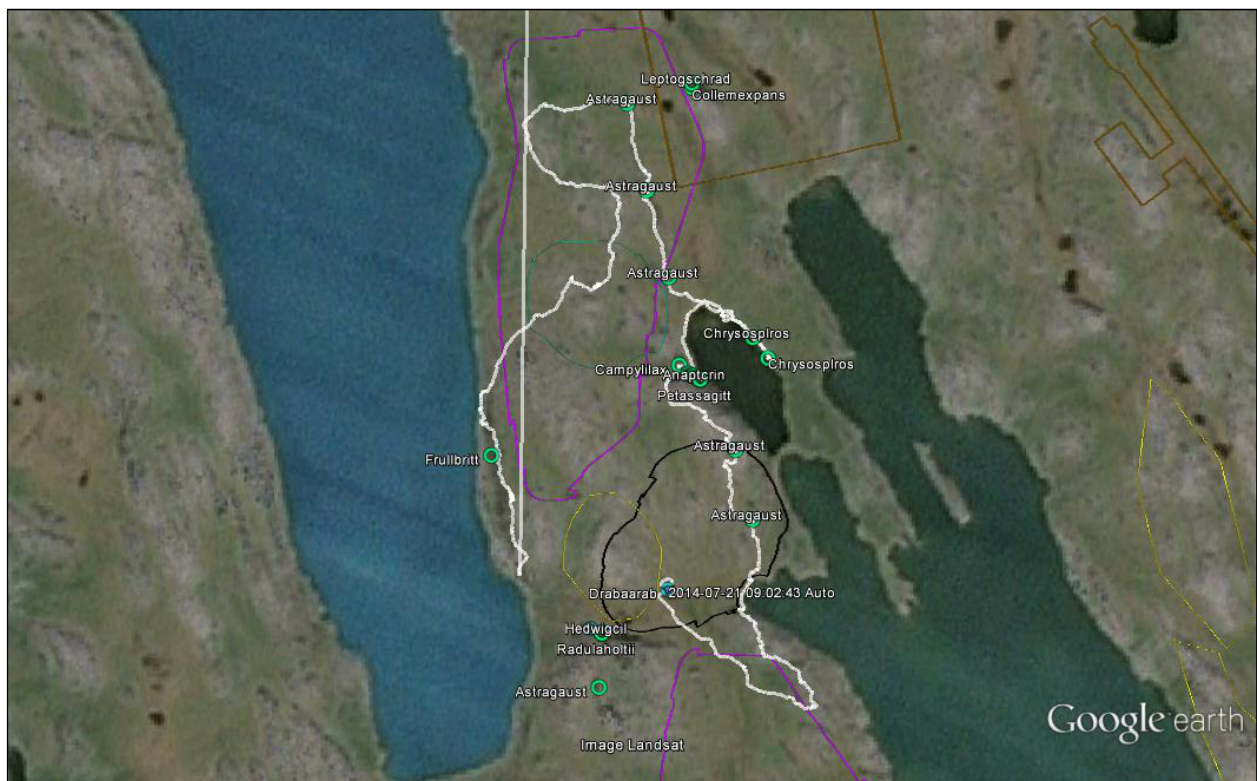 Leptogschrad
Collemexpans
Astragaust
Astragaust
Astragaust
Chrysosplros
Chrysosplros
Campylilax
Anaptcrin
Petassagitt
Astragaust
Frullbritt
Astragaust
Drabaarab
2014-07-21 09:02:43 Auto
Hedwigcil
Radulaholtii
Astragaust
Image Landsat
Google earth